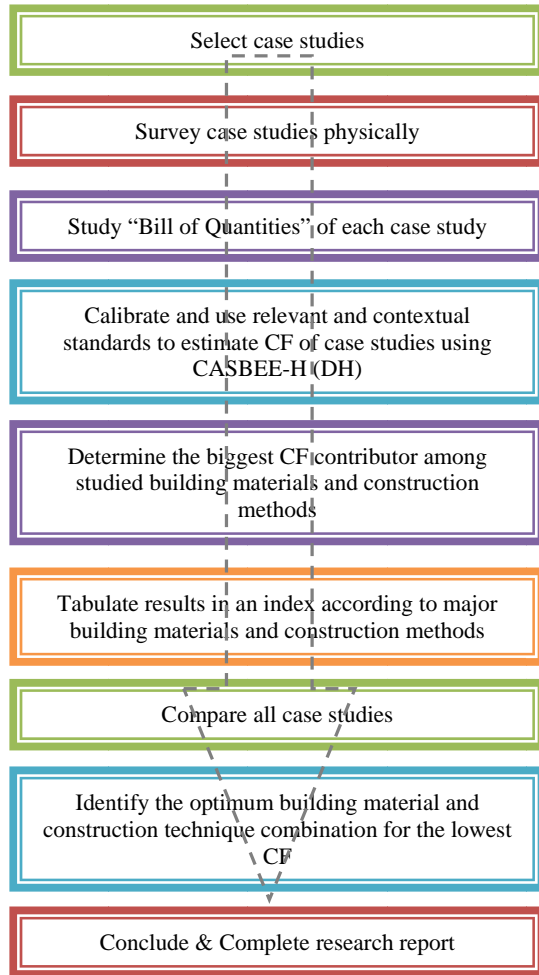 Select case studies
Survey case studies physically
Study “Bill of Quantities” of each case study
Calibrate and use relevant and contextual
standards to estimate CF of case studies using
CASBEE-H (DH)
Determine the biggest CF contributor among
studied building materials and construction
methods
Tabulate results in an index according to major
building materials and construction methods
Compare all case studies
Identify the optimum building material and
construction technique combination for the lowest
CF
Conclude & Complete research report